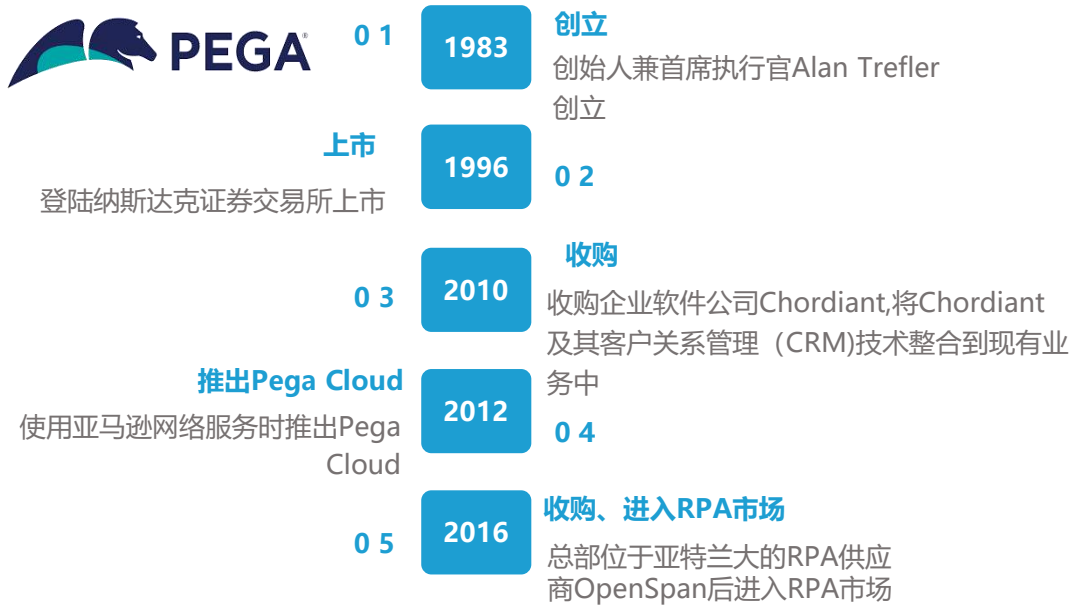 PEGA
0 1
1983
创立
创始人兼首席执行官Alan Trefler
创立
上市
登陆纳斯达克证券交易所上市
1996
0 2
0 3
2010
收购
收购企业软件公司Chordiant,将Chordiant
及其客户关系管理（CRM)技术整合到现有业
务中
推出Pega Cloud
使用亚马逊网络服务时推出Pega
Cloud
2012
0 4
0 5
2016
收购、进入RPA市场
总部位于亚特兰大的RPA供应
商OpenSpan后进入RPA市场